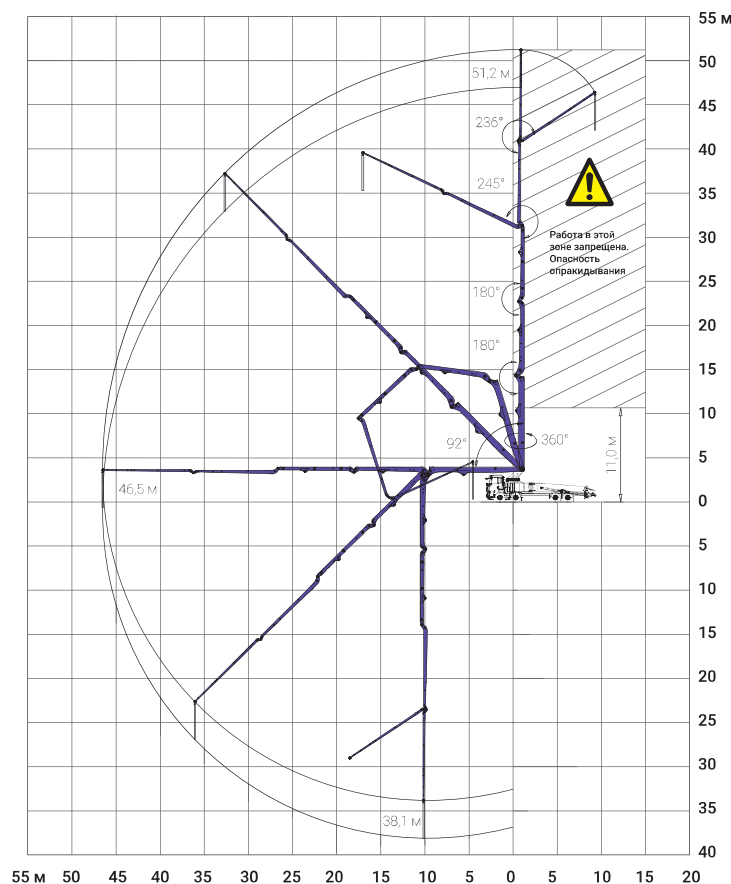 55 м
50
51,2 м
45
236°
40
245°
35
Работа в этой
зоне запрещена.
Опасность
опракидывания
30
180°
25
20
180°
15
10
92°
360°
11,0 м
5
46,5 м
0
5
10
15
20
25
30
35
38,1 м
40
55 м 50 45 40 35 30 25 20 15 10 5 0 5 10 15 20